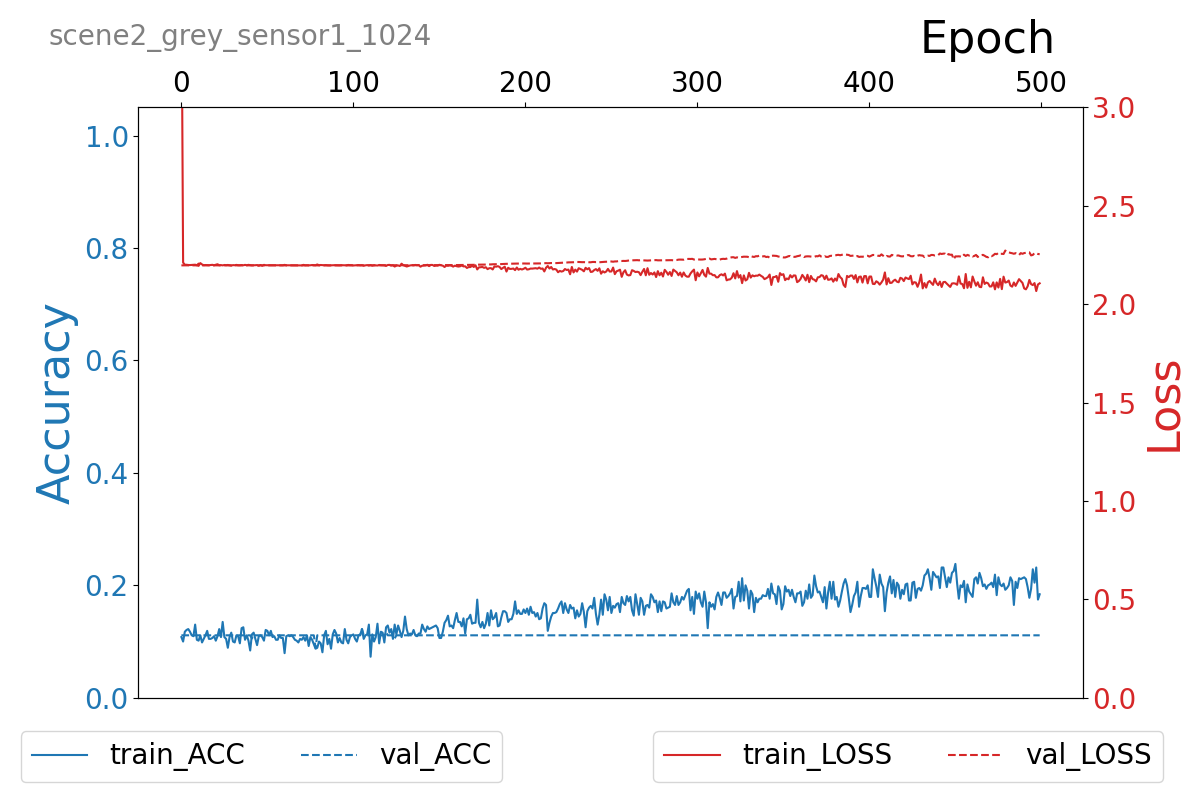 scene2_grey_sensor1_1024
Epoch
0 100 200 300 400 500
1.0
0.8
0.6
0.4
0.2
0.0
Accuracy
3.0
2.5
2.0
1.5
1.0
0.5
0.0
Loss
train_ACC val_ACC
train_LOSS val_LOSS